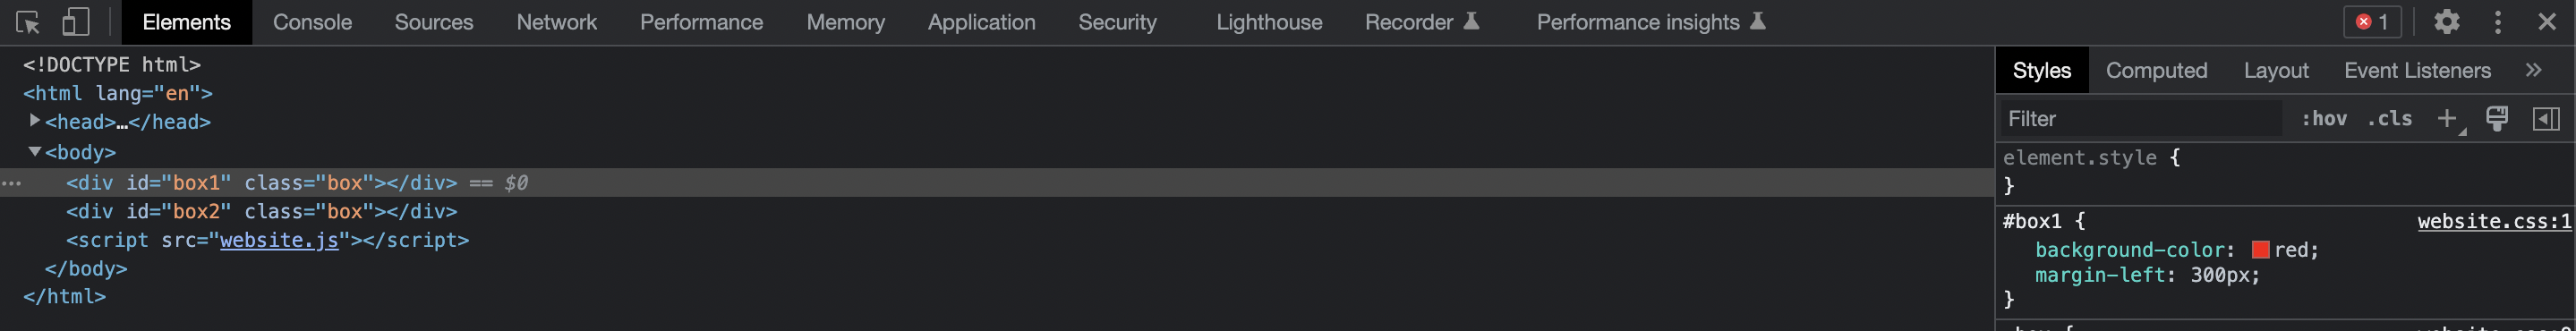 Elements Console Sources Network Performance Memory Application Security Lighthouse Recorder Performance insights 1
<!DOCTYPE html>
<html lang="en">
<head>…</head>
<body>
<div id="box1" class="box"></div> == $0
<div id="box2" class="box"></div>
<script src="website.js"></script>
</body>
</html>
Styles Computed Layout Event Listeners »
Filter :hov .cls +
element.style {
}
#box1 { website.css:1
background-color: red;
margin-left: 300px;
}